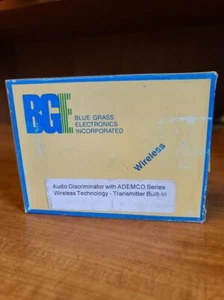 BGE
BLUE GRASS
ELECTRONICS
INCORPORATED
Wireless
Audio Discriminator with ADEMCO Series
Wireless Technology - Transmitter Built-in